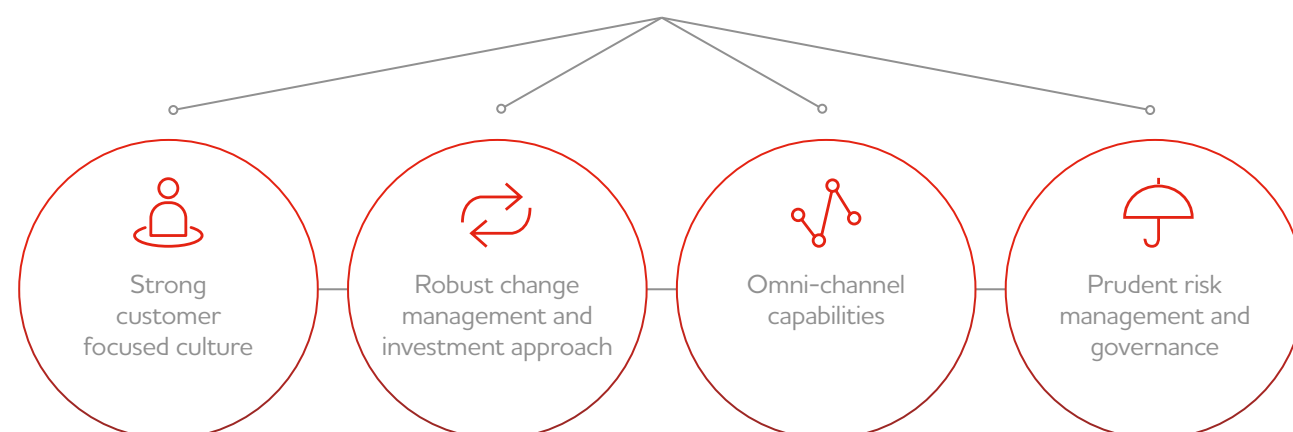 Strong
customer
focused culture
Robust change
management and
investment approach
Omni-channel
capabilities
Prudent risk
management and
governance